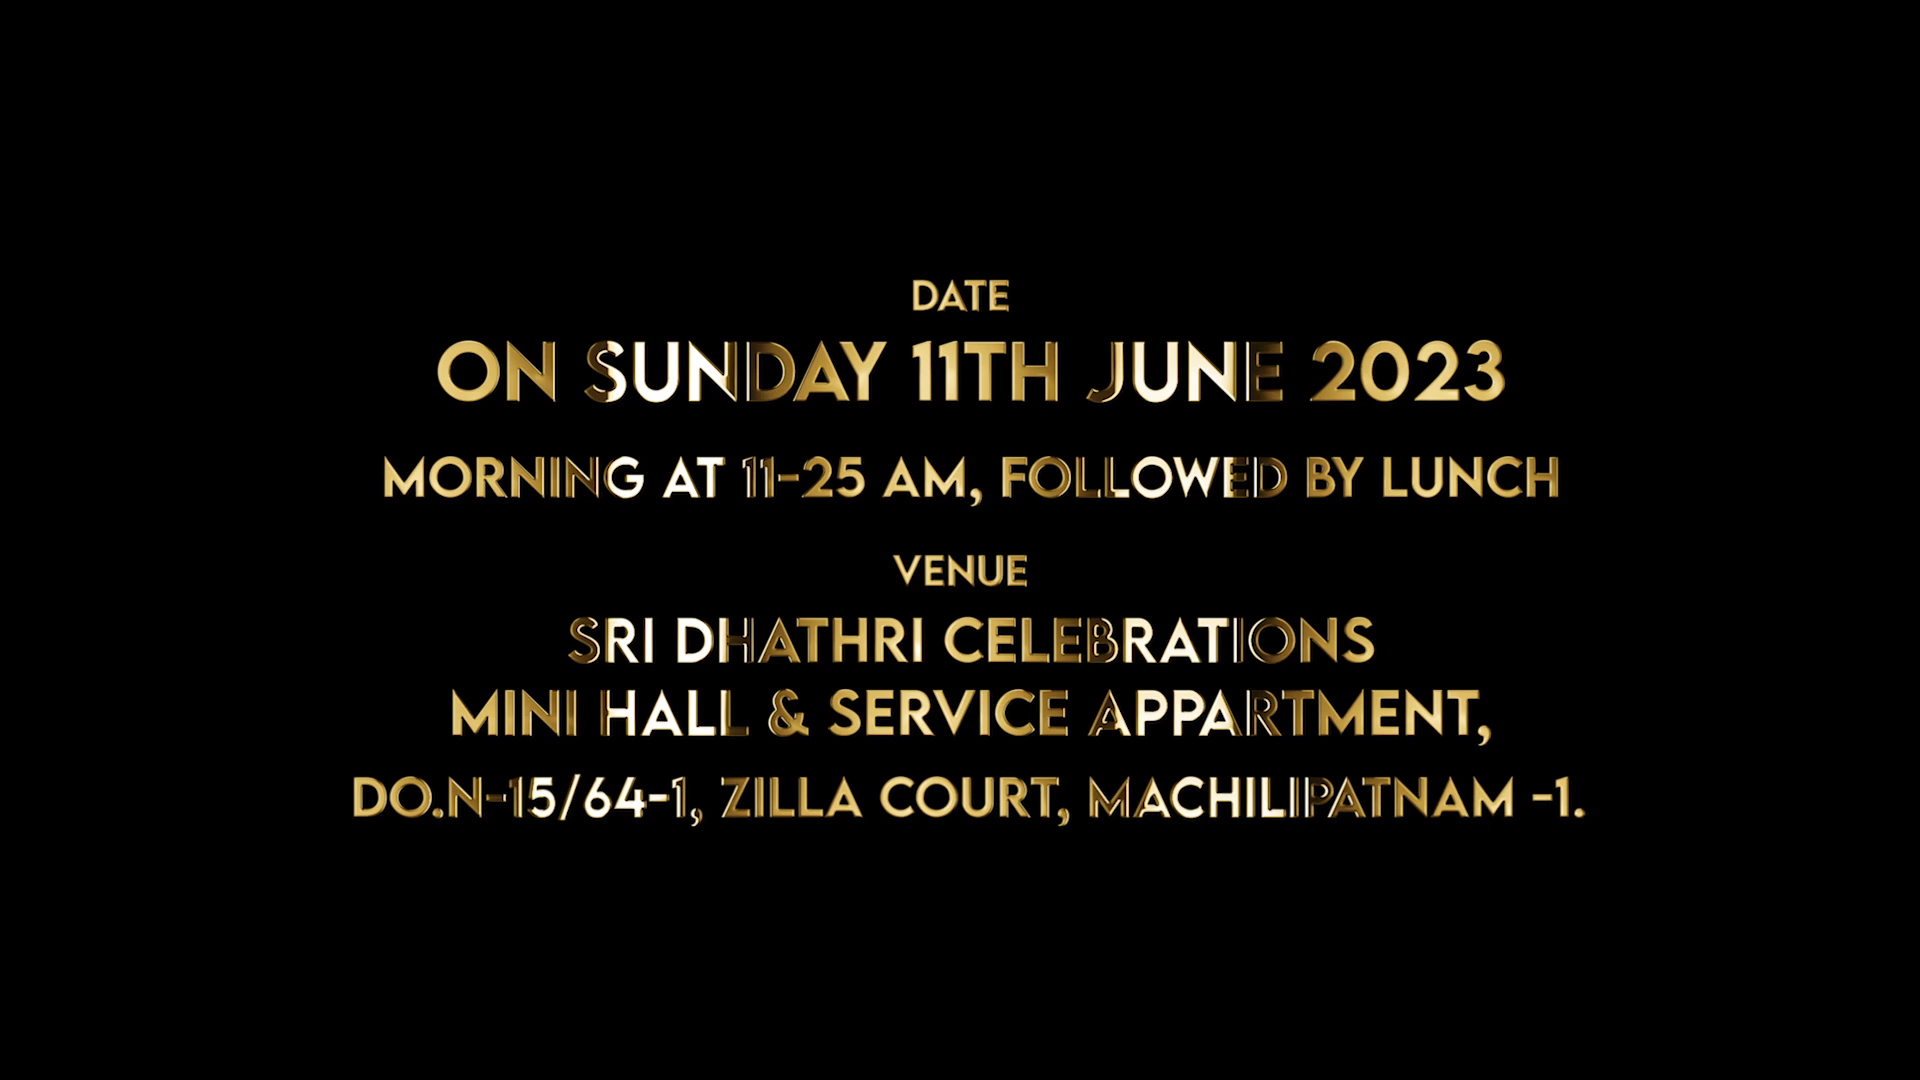 DATE
ON SUNDAY 11TH JUNE 2023
MORNING AT 11-25 AM, FOLLOWED BY LUNCH
VENUE
SRI DHATHRI CELEBRATIONS
MINI HALL & SERVICE APPARTMENT,
DO.N-15/64-1, ZILLA COURT, MACHILIPATNAM -1.